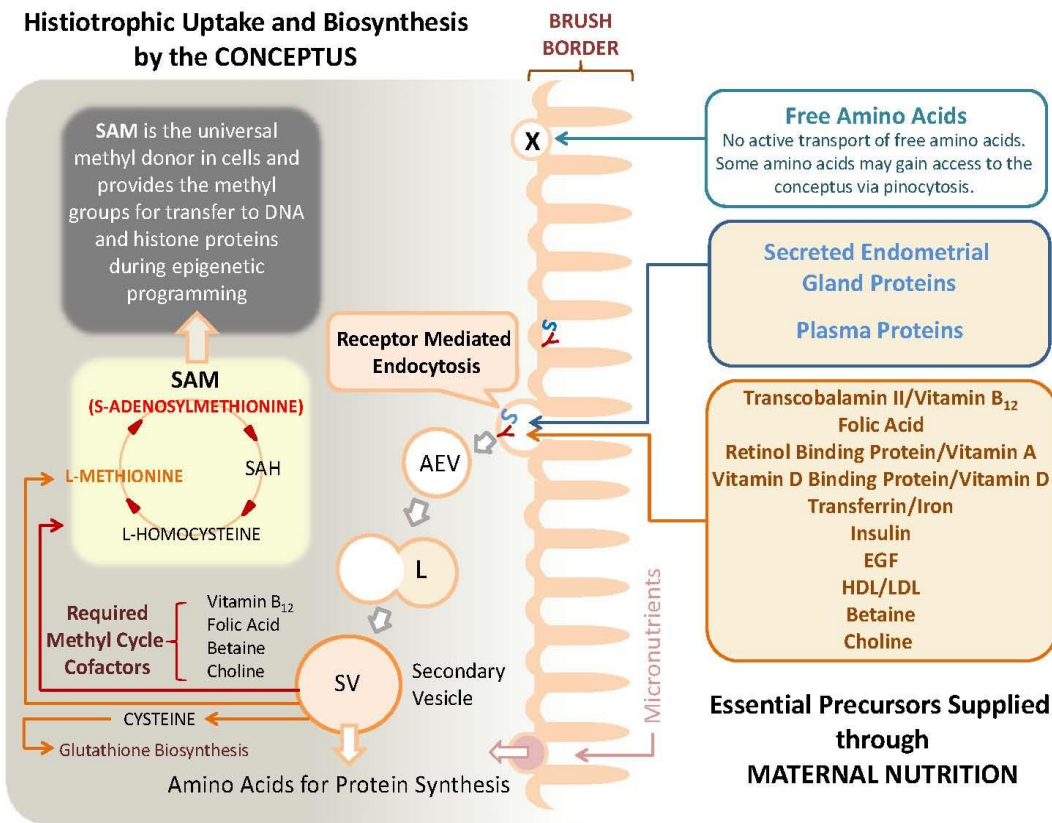 Histiotrophic Uptake and Biosynthesis
by the CONCEPTUS
BRUSH
BORDER
SAM is the universal
methyl donor in cells and
provides the methyl
groups for transfer to DNA
and histone proteins
during epigenetic
programming
X
Free Amino Acids
No active transport of free amino acids.
Some amino acids may gain access to the
conceptus via pinocytosis.
Secreted Endometrial
Gland Proteins
Plasma Proteins
Receptor Mediated
Endocytosis
S
Y
S
Y
SAM
(S-ADENOSYLMETHIONINE)
L-METHIONINE
SAH
L-HOMOCYSTEINE
AEV
L
Transcobalamin II/Vitamin B₁₂
Folic Acid
Retinol Binding Protein/Vitamin A
Vitamin D Binding Protein/Vitamin D
Transferrin/Iron
Insulin
EGF
HDL/LDL
Betaine
Choline
Required
Methyl Cycle
Cofactors
Vitamin B₁₂
Folic Acid
Betaine
Choline
SV
Secondary
Vesicle
Micronutrients
CYSTEINE
Glutathione Biosynthesis
Amino Acids for Protein Synthesis
Essential Precursors Supplied
through
MATERNAL NUTRITION